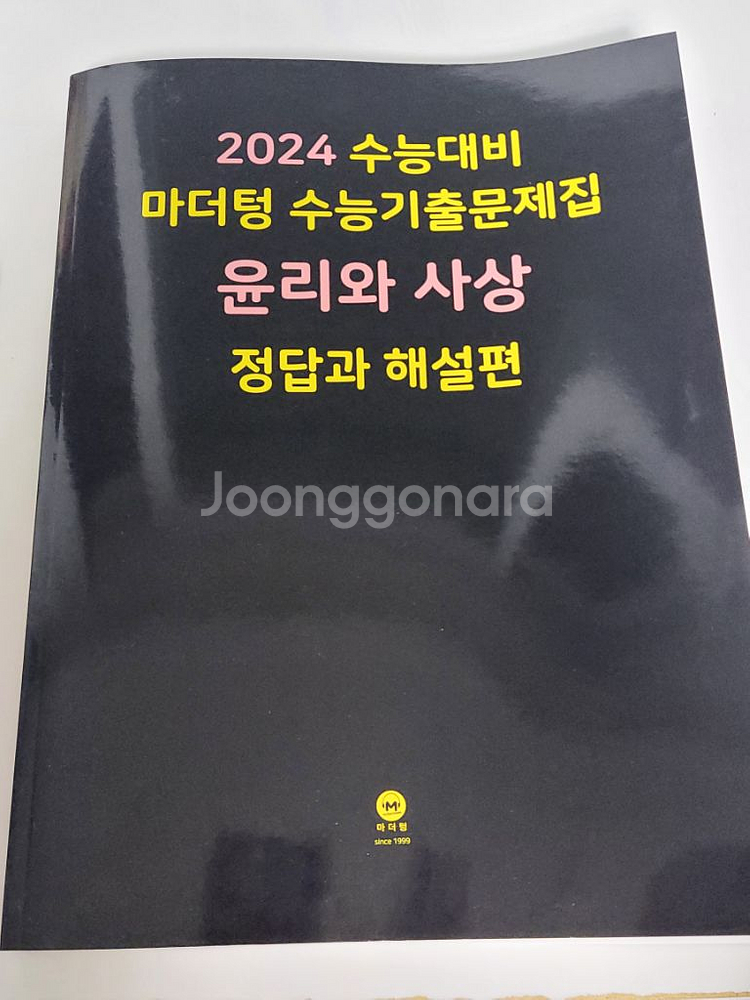 2024 수능대비
마더텅 수능기출문제집
윤리와 사상
정답과 해설편
Joonggonara
M
마더텅
since 1999